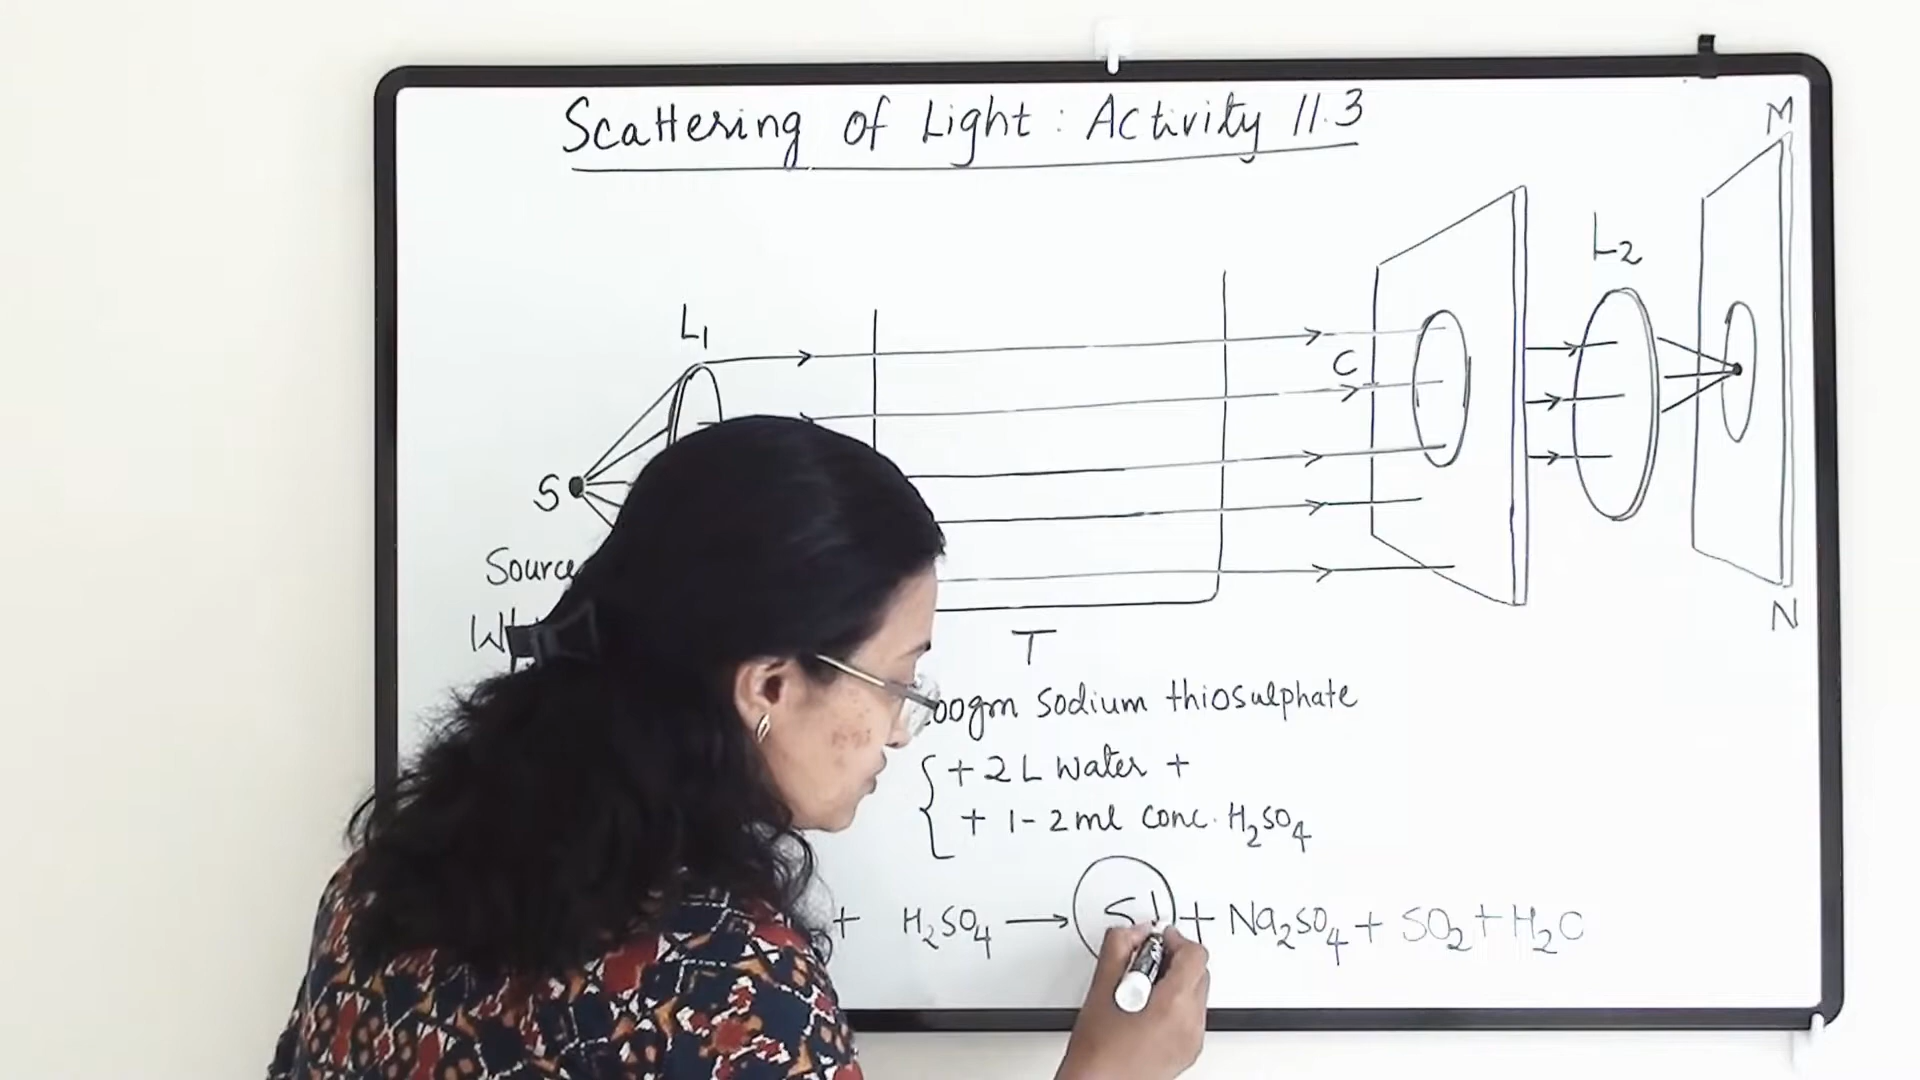 Scattering of Light : Activity 11.3
M
L2
L1
C
S
Source
N
T
00gm sodium thiosulphate
+ 2 L water +
+ 1 - 2 ml conc. H2SO4
+ H2SO4 → S↓ + Na2SO4 + SO2 + H2O